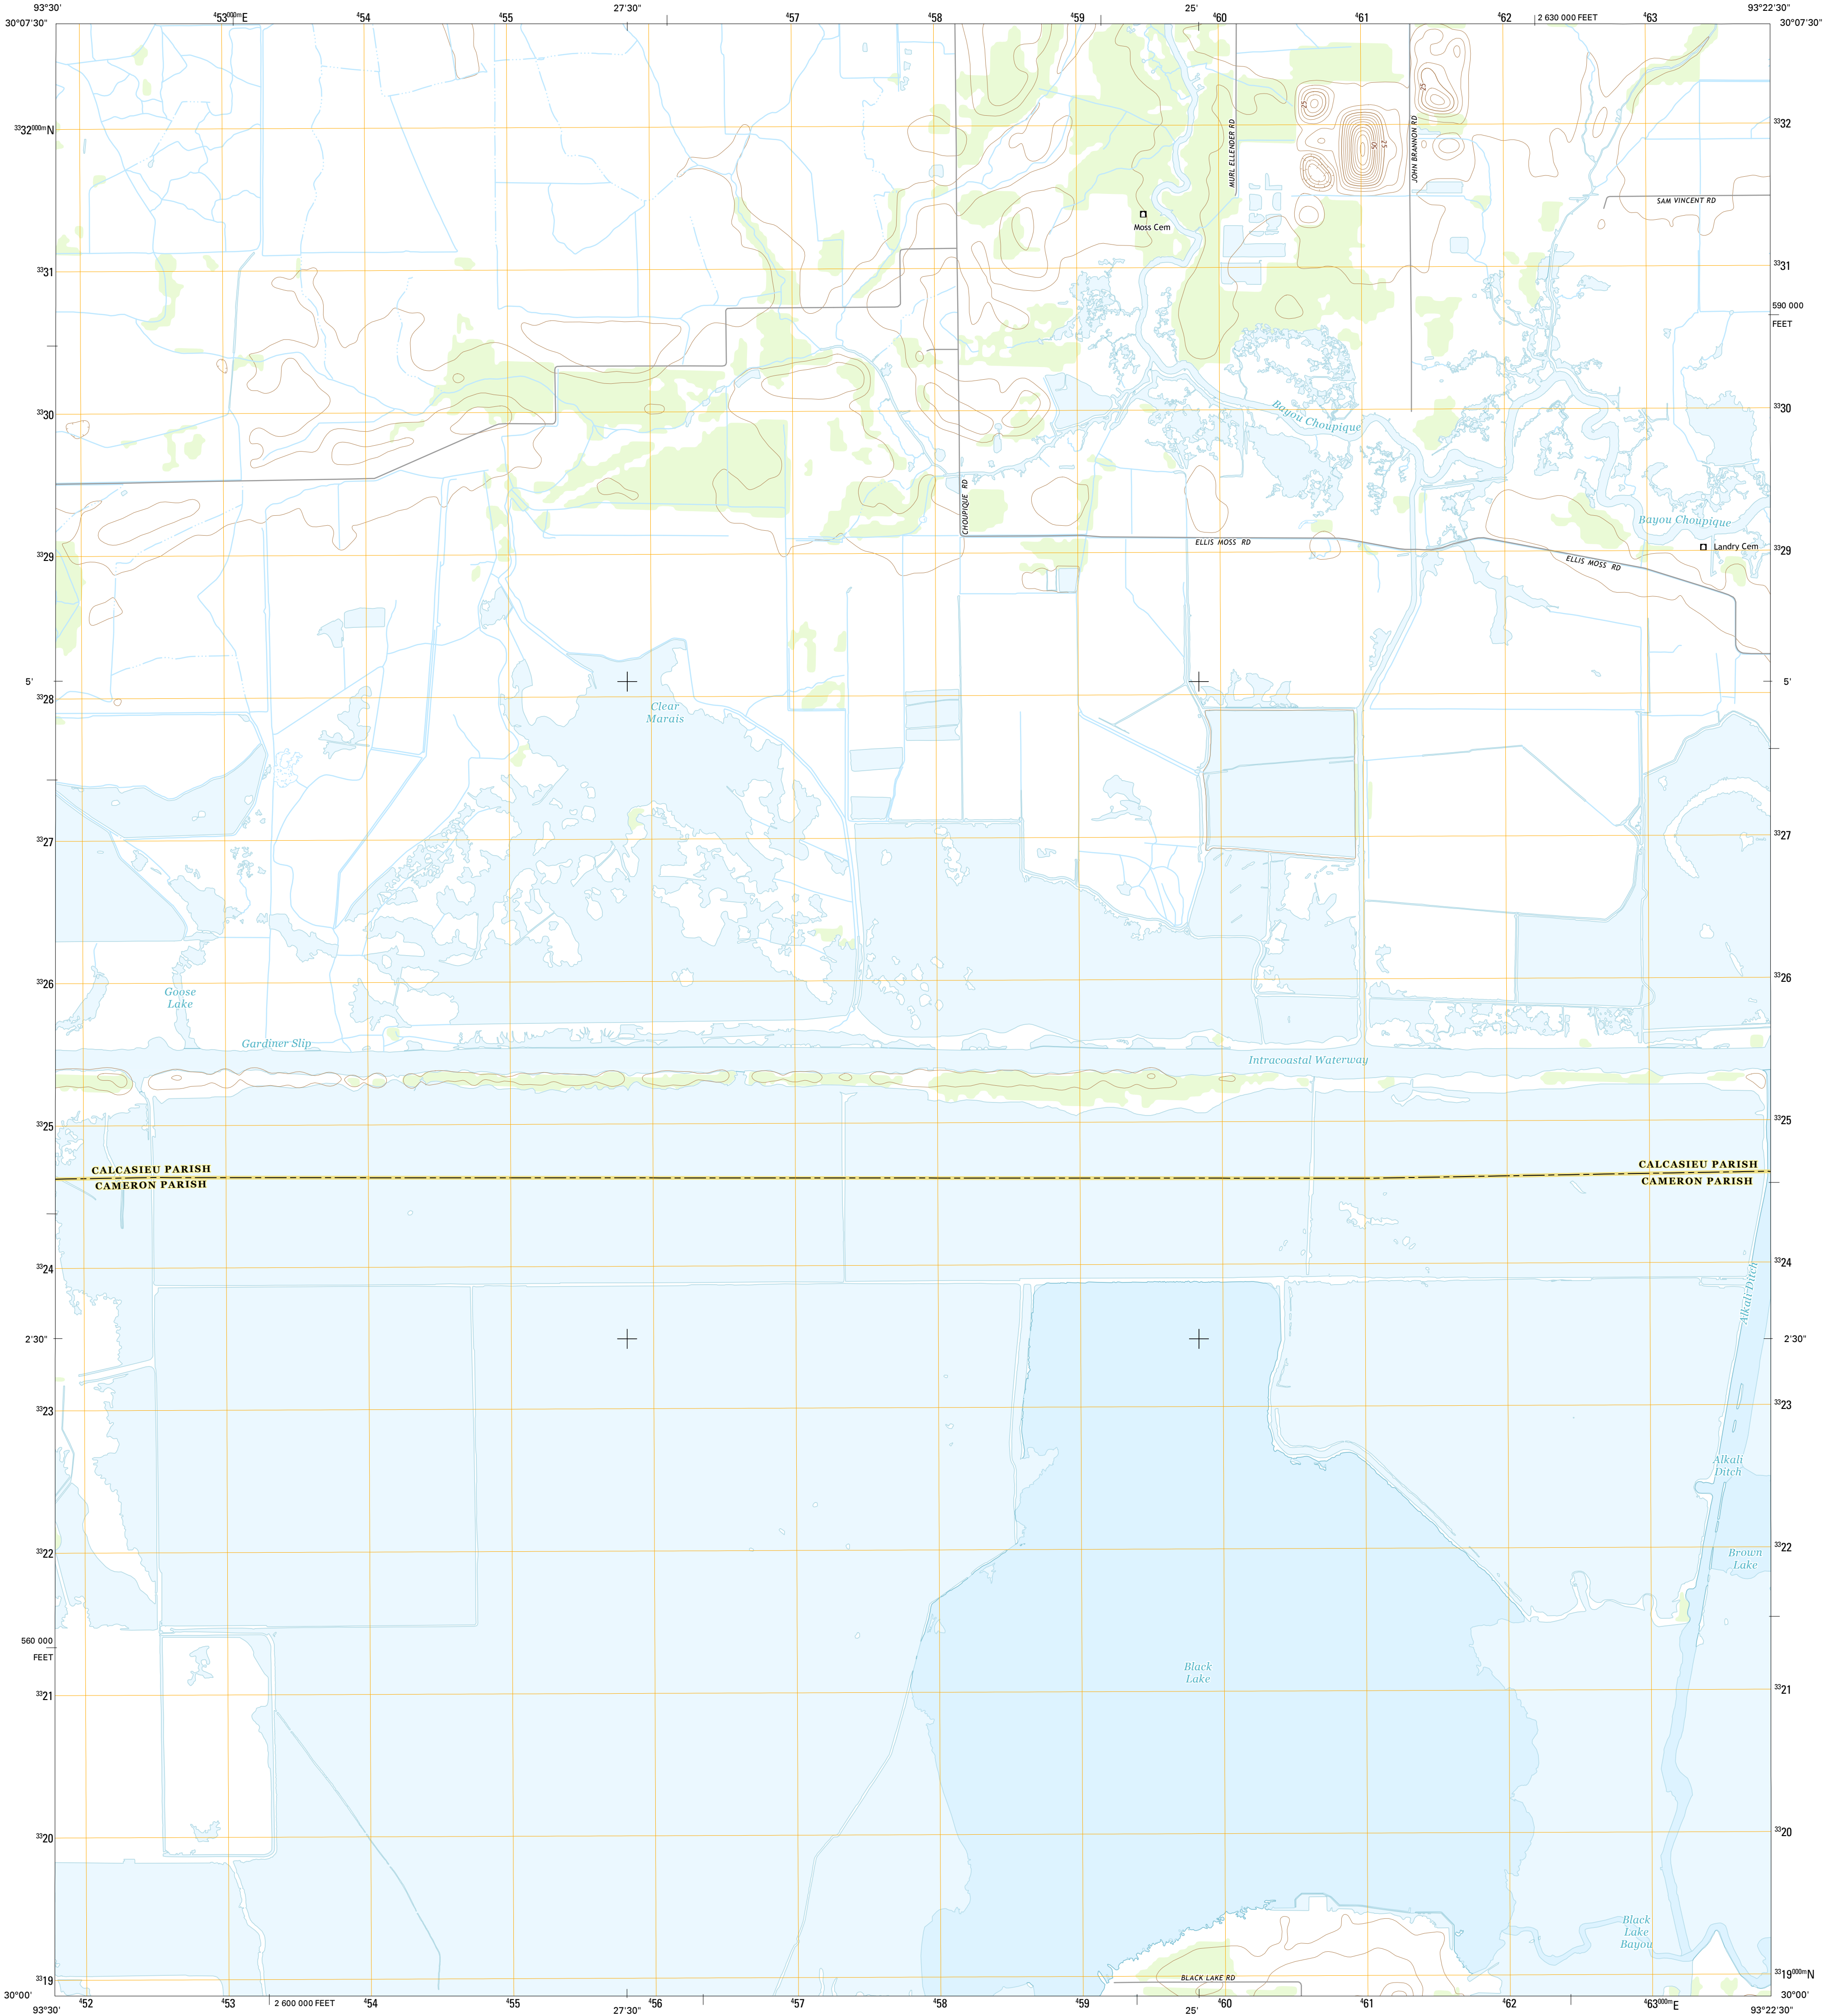 93°30'
⁴53⁰⁰⁰ᵐE
⁴54
⁴55
27'30"
⁴57
⁴58
⁴59
25'
⁴60
⁴61
⁴62
2 630 000 FEET
⁴63
93°22'30"
30°07'30"
30°07'30"
25
25
³³32⁰⁰⁰ᵐN
MURL ELLENDER RD
JOHN BRANNON RD
50
25
³³32
SAM VINCENT RD
Moss Cem
³³31
³³31
590 000
FEET
³³30
Bayou Choupique
³³30
CHOUPIQUE RD
Bayou Choupique
³³29
ELLIS MOSS RD
ELLIS MOSS RD
Landry Cem
³³29
5'
5'
³³28
Clear
Marais
³³28
³³27
³³27
³³26
³³26
Goose
Lake
Gardiner Slip
Intracoastal Waterway
³³25
³³25
CALCASIEU PARISH
CAMERON PARISH
CALCASIEU PARISH
CAMERON PARISH
³³24
³³24
Alkali Ditch
2'30"
2'30"
³³23
³³23
Alkali
Ditch
³³22
³³22
Brown
Lake
560 000
FEET
Black
Lake
³³21
³³21
³³20
³³20
Black
Lake
Bayou
³³19
BLACK LAKE RD
³³19⁰⁰⁰ᵐN
30°00'
30°00'
93°30'
⁴52
⁴53
2 600 000 FEET
⁴54
⁴55
27'30"
⁴56
⁴57
⁴58
⁴59
25'
⁴60
⁴61
⁴62
⁴63⁰⁰⁰ᵐE
93°22'30"